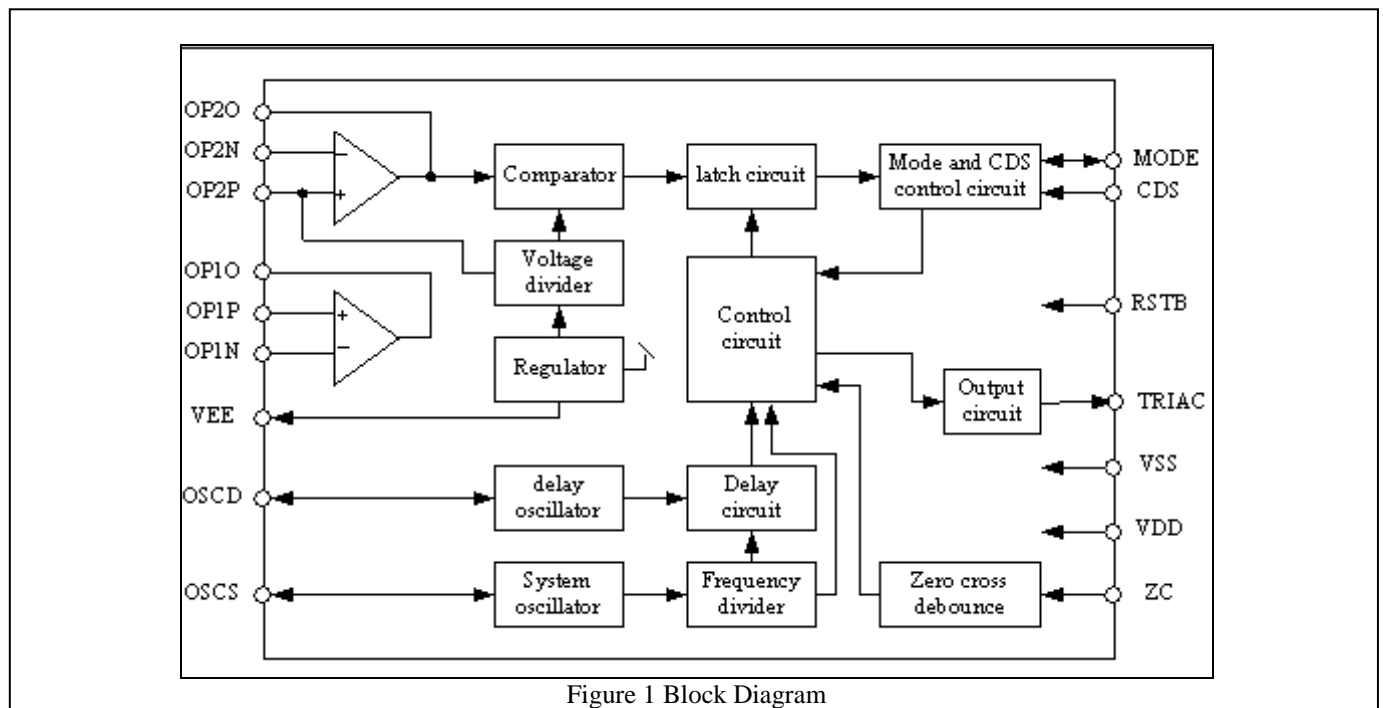 OP2O
OP2N
OP2P
OP1O
OP1P
OP1N
VEE
OSCD
OSCS
−
+
+
−
Comparator
Voltage
divider
Regulator
delay
oscillator
System
oscillator
latch circuit
Control
circuit
Delay
circuit
Frequency
divider
Mode and CDS
control circuit
Output
circuit
Zero cross
debounce
MODE
CDS
RSTB
TRIAC
VSS
VDD
ZC
Figure 1 Block Diagram